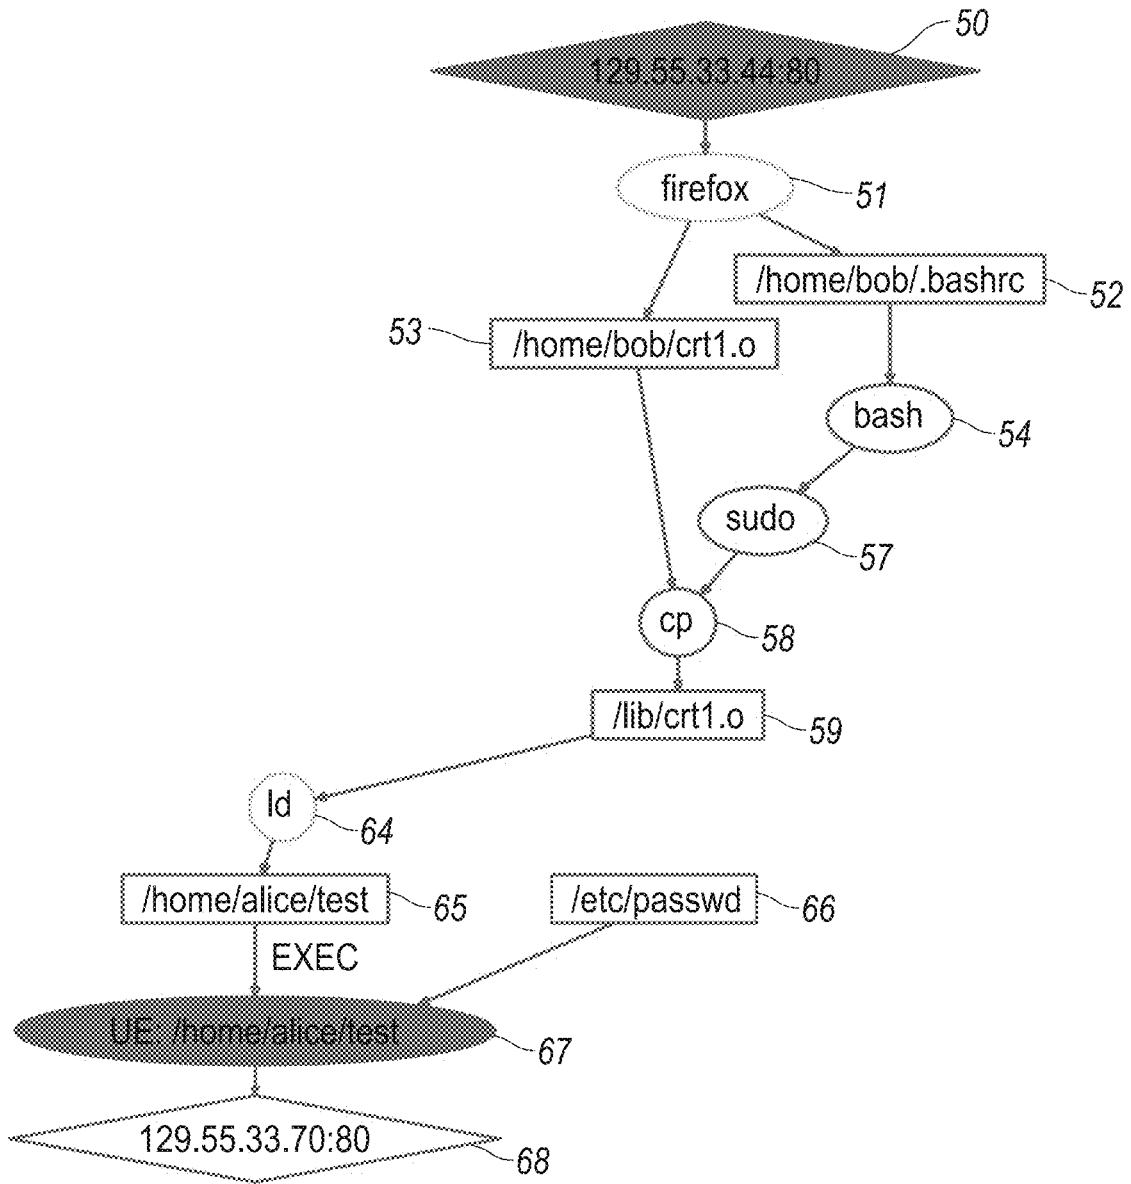 50
129.55.33.44:80
firefox
51
/home/bob/.bashrc
52
53
/home/bob/crt1.o
bash
54
sudo
57
cp
58
/lib/crt1.o
59
ld
64
/home/alice/test
65
/etc/passwd
66
EXEC
UE: /home/alice/test
67
129.55.33.70:80
68